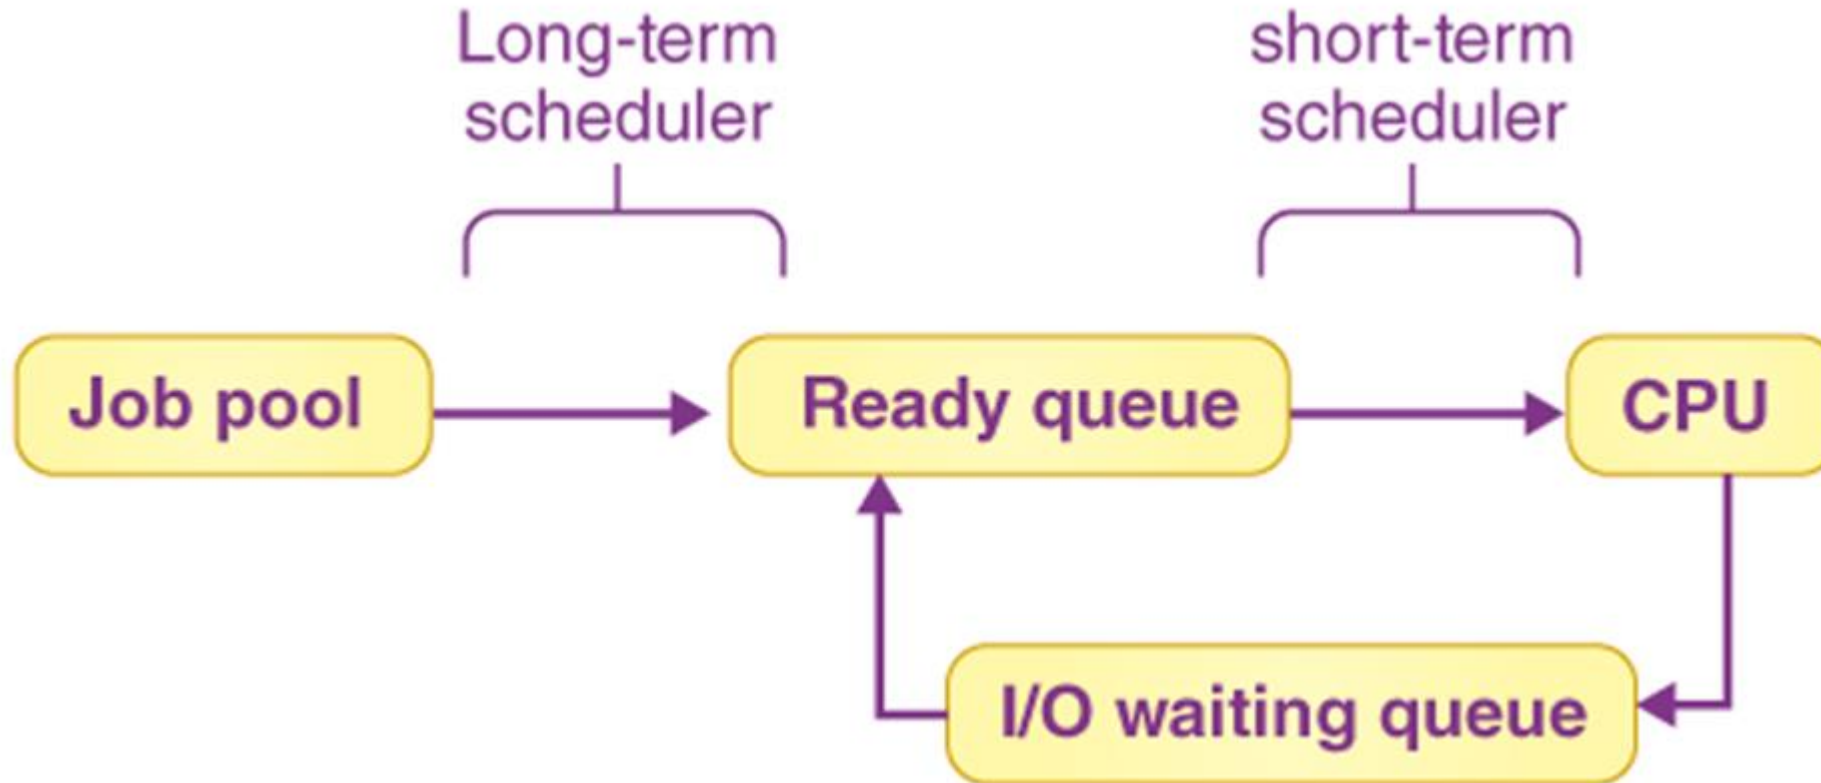 Long-term
scheduler
short-term
scheduler
Job pool
Ready queue
CPU
I/O waiting queue